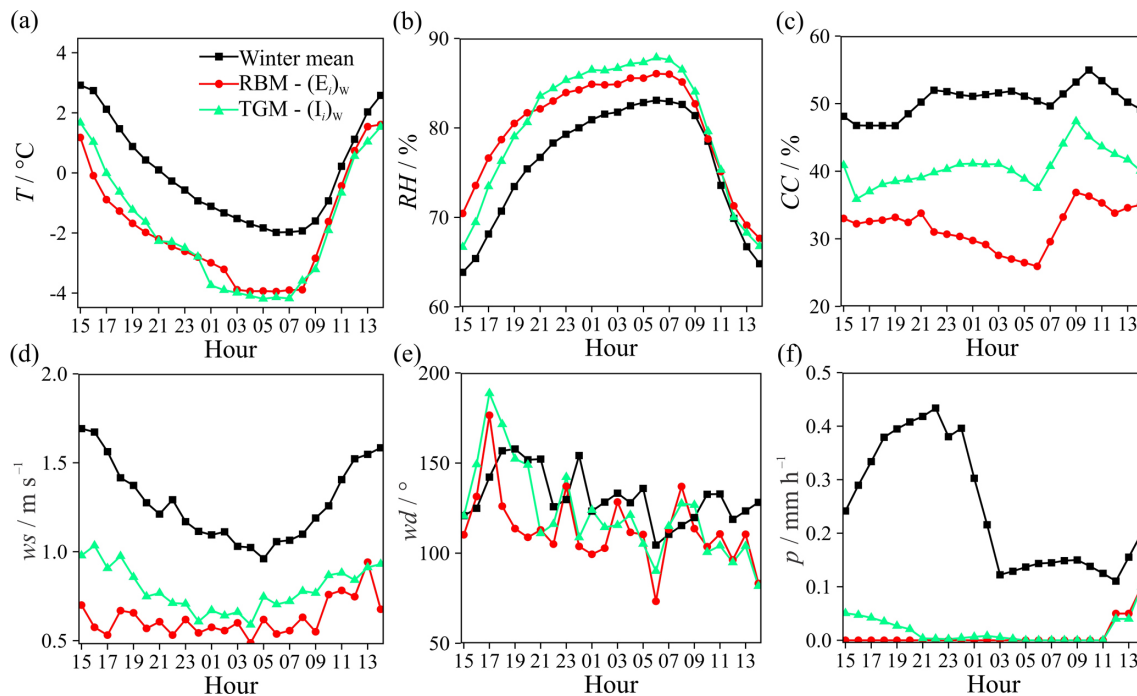 (a)
4
2
0
-2
-4
T / °C
Winter mean
RBM - (Eᵢ)w
TGM - (Iᵢ)w
15 17 19 21 23 01 03 05 07 09 11 13
Hour
(b)
90
80
70
60
RH / %
15 17 19 21 23 01 03 05 07 09 11 13
Hour
(c)
60
50
40
30
20
CC / %
15 17 19 21 23 01 03 05 07 09 11 13
Hour
(d)
2.0
1.5
1.0
0.5
ws / m s⁻¹
15 17 19 21 23 01 03 05 07 09 11 13
Hour
(e)
200
150
100
50
wd / °
15 17 19 21 23 01 03 05 07 09 11 13
Hour
(f)
0.5
0.4
0.3
0.2
0.1
0.0
p / mm h⁻¹
15 17 19 21 23 01 03 05 07 09 11 13
Hour